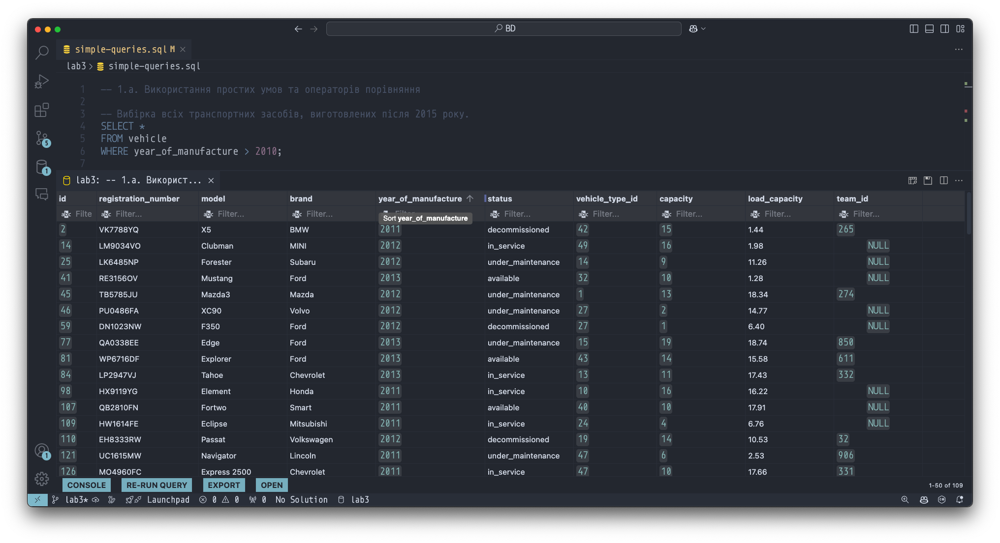 BD
simple-queries.sql M
lab3 > simple-queries.sql
1 -- 1.а. Використання простих умов та операторів порівняння
2
3 -- Вибірка всіх транспортних засобів, виготовлених після 2015 року.
4 SELECT *
5 FROM vehicle
6 WHERE year_of_manufacture > 2010;
7
5
1
lab3: -- 1.а. Використ...
id registration_number model brand year_of_manufacture status vehicle_type_id capacity load_capacity team_id
Filte Filter... Filter... Filter... Filter... Filter... Filter... Filter... Filter...
Sort year_of_manufacture
2 VK7788YQ X5 BMW 2011 decommissioned 42 15 1.44 265
14 LM9034VO Clubman MINI 2012 in_service 49 16 1.98 NULL
25 LK6485NP Forester Subaru 2012 under_maintenance 14 9 11.26 NULL
41 RE3156OV Mustang Ford 2013 available 32 10 1.28 NULL
45 TB5785JU Mazda3 Mazda 2012 under_maintenance 1 13 18.34 274
46 PU0486FA XC90 Volvo 2012 under_maintenance 27 2 14.77 NULL
59 DN1023NW F350 Ford 2012 decommissioned 27 1 6.40 NULL
77 QA0338EE Edge Ford 2013 under_maintenance 15 19 18.74 850
81 WP6716DF Explorer Ford 2013 available 43 14 15.58 611
84 LP2947VJ Tahoe Chevrolet 2013 in_service 13 11 17.43 332
98 HX9119YG Element Honda 2011 in_service 10 16 16.22 NULL
107 QB2810FN Fortwo Smart 2011 available 40 10 17.91 NULL
109 HW1614FE Eclipse Mitsubishi 2011 in_service 24 4 6.76 NULL
110 EH8333RW Passat Volkswagen 2012 decommissioned 19 14 10.53 32
121 UC1615MW Navigator Lincoln 2011 under_maintenance 47 6 2.53 906
126 MO4960FC Express 2500 Chevrolet 2011 in_service 47 10 17.66 331
1
CONSOLE RE-RUN QUERY EXPORT OPEN 1-50 of 109
lab3* Launchpad 0 0 0 No Solution lab3